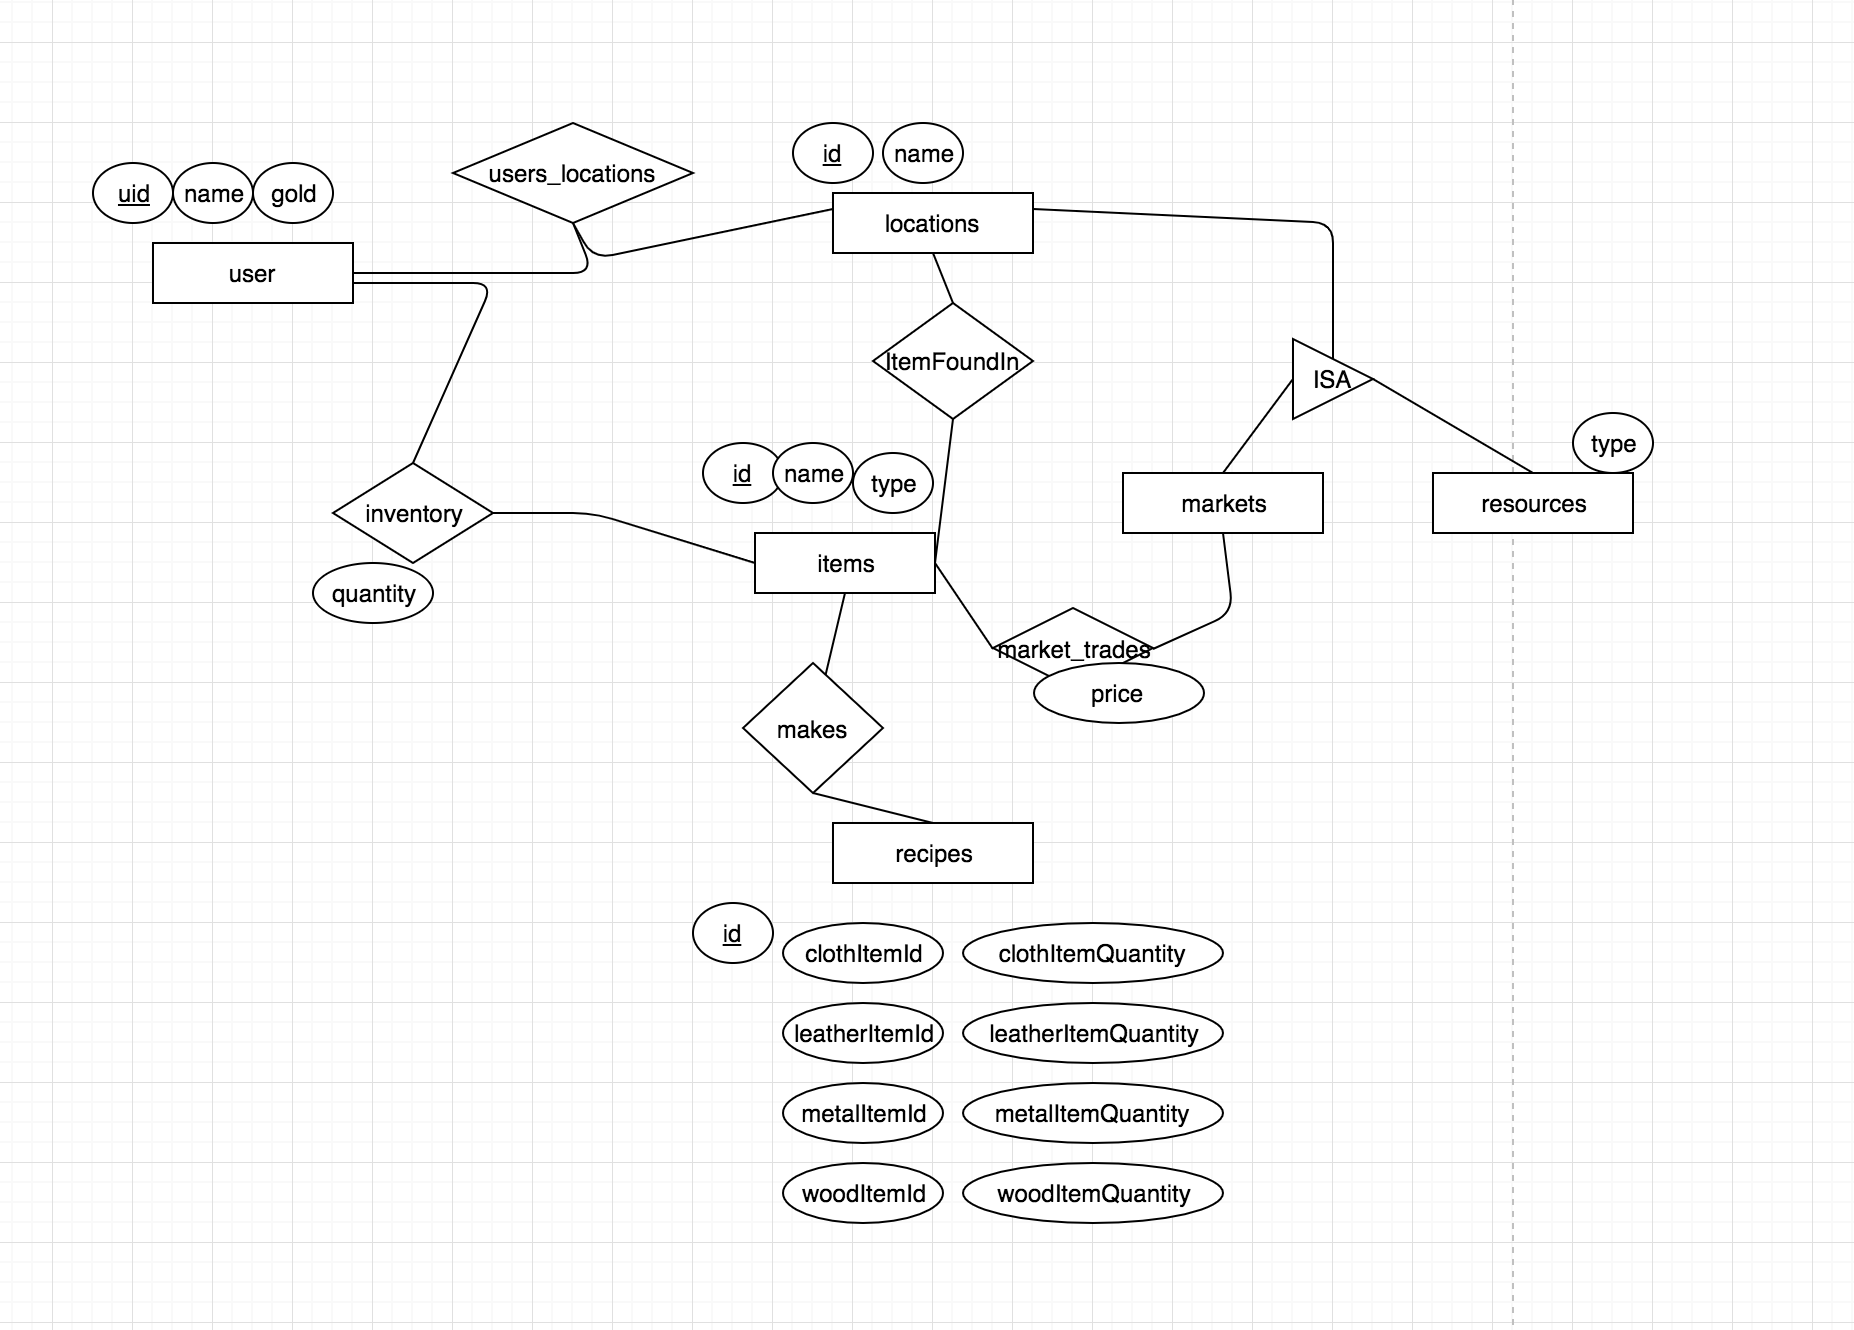 users_locations
id
name
uid
name
gold
locations
user
ItemFoundIn
ISA
type
id
name
type
markets
resources
inventory
items
quantity
market_trades
price
makes
recipes
id
clothItemId
clothItemQuantity
leatherItemId
leatherItemQuantity
metalItemId
metalItemQuantity
woodItemId
woodItemQuantity